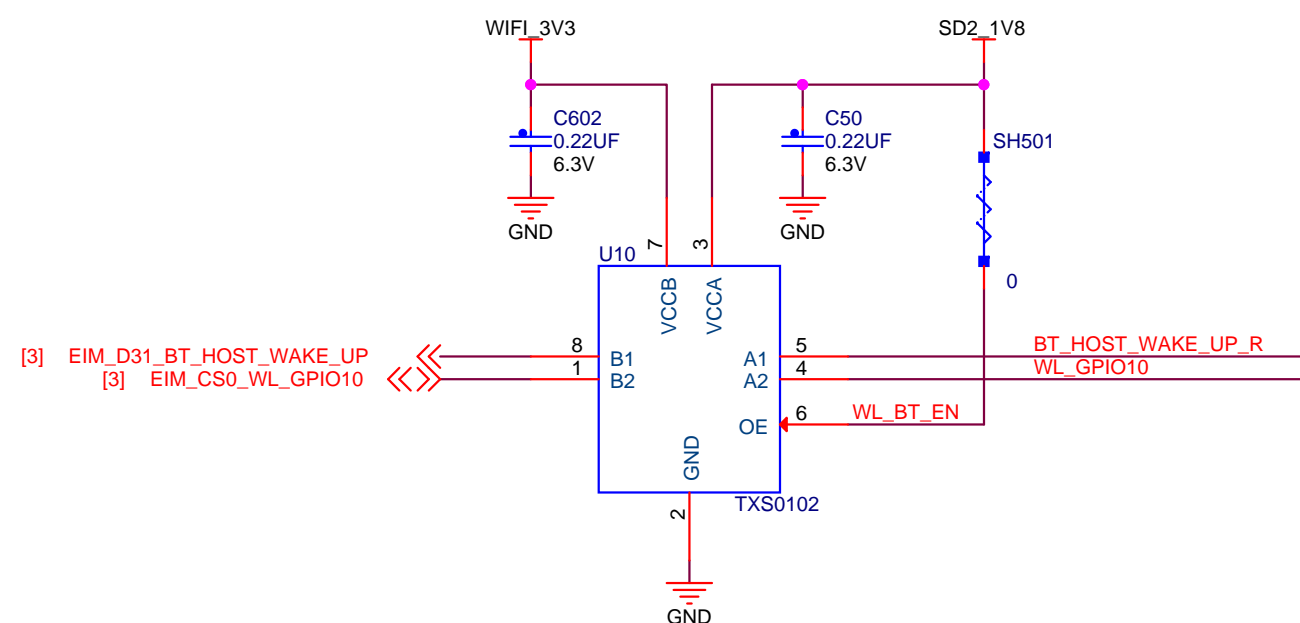 WIFI_3V3
SD2_1V8
C602
0.22UF
6.3V
C50
0.22UF
6.3V
SH501
GND
GND
0
U10
7
3
VCCB
VCCA
[3] EIM_D31_BT_HOST_WAKE_UP
8
B1
A1
5
BT_HOST_WAKE_UP_R
[3] EIM_CS0_WL_GPIO10
1
B2
A2
4
WL_GPIO10
OE
6
WL_BT_EN
GND
2
TXS0102
GND